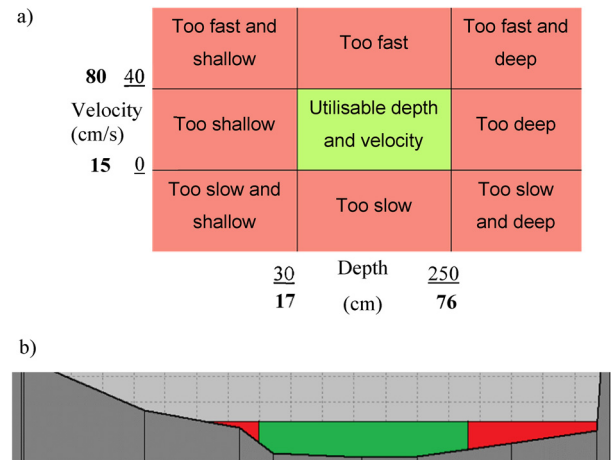 a)
Too fast and shallow
Too fast
Too fast and deep
80 40
Velocity (cm/s)
Too shallow
Utilisable depth and velocity
Too deep
15 0
Too slow and shallow
Too slow
Too slow and deep
30 Depth 250
17 (cm) 76
b)